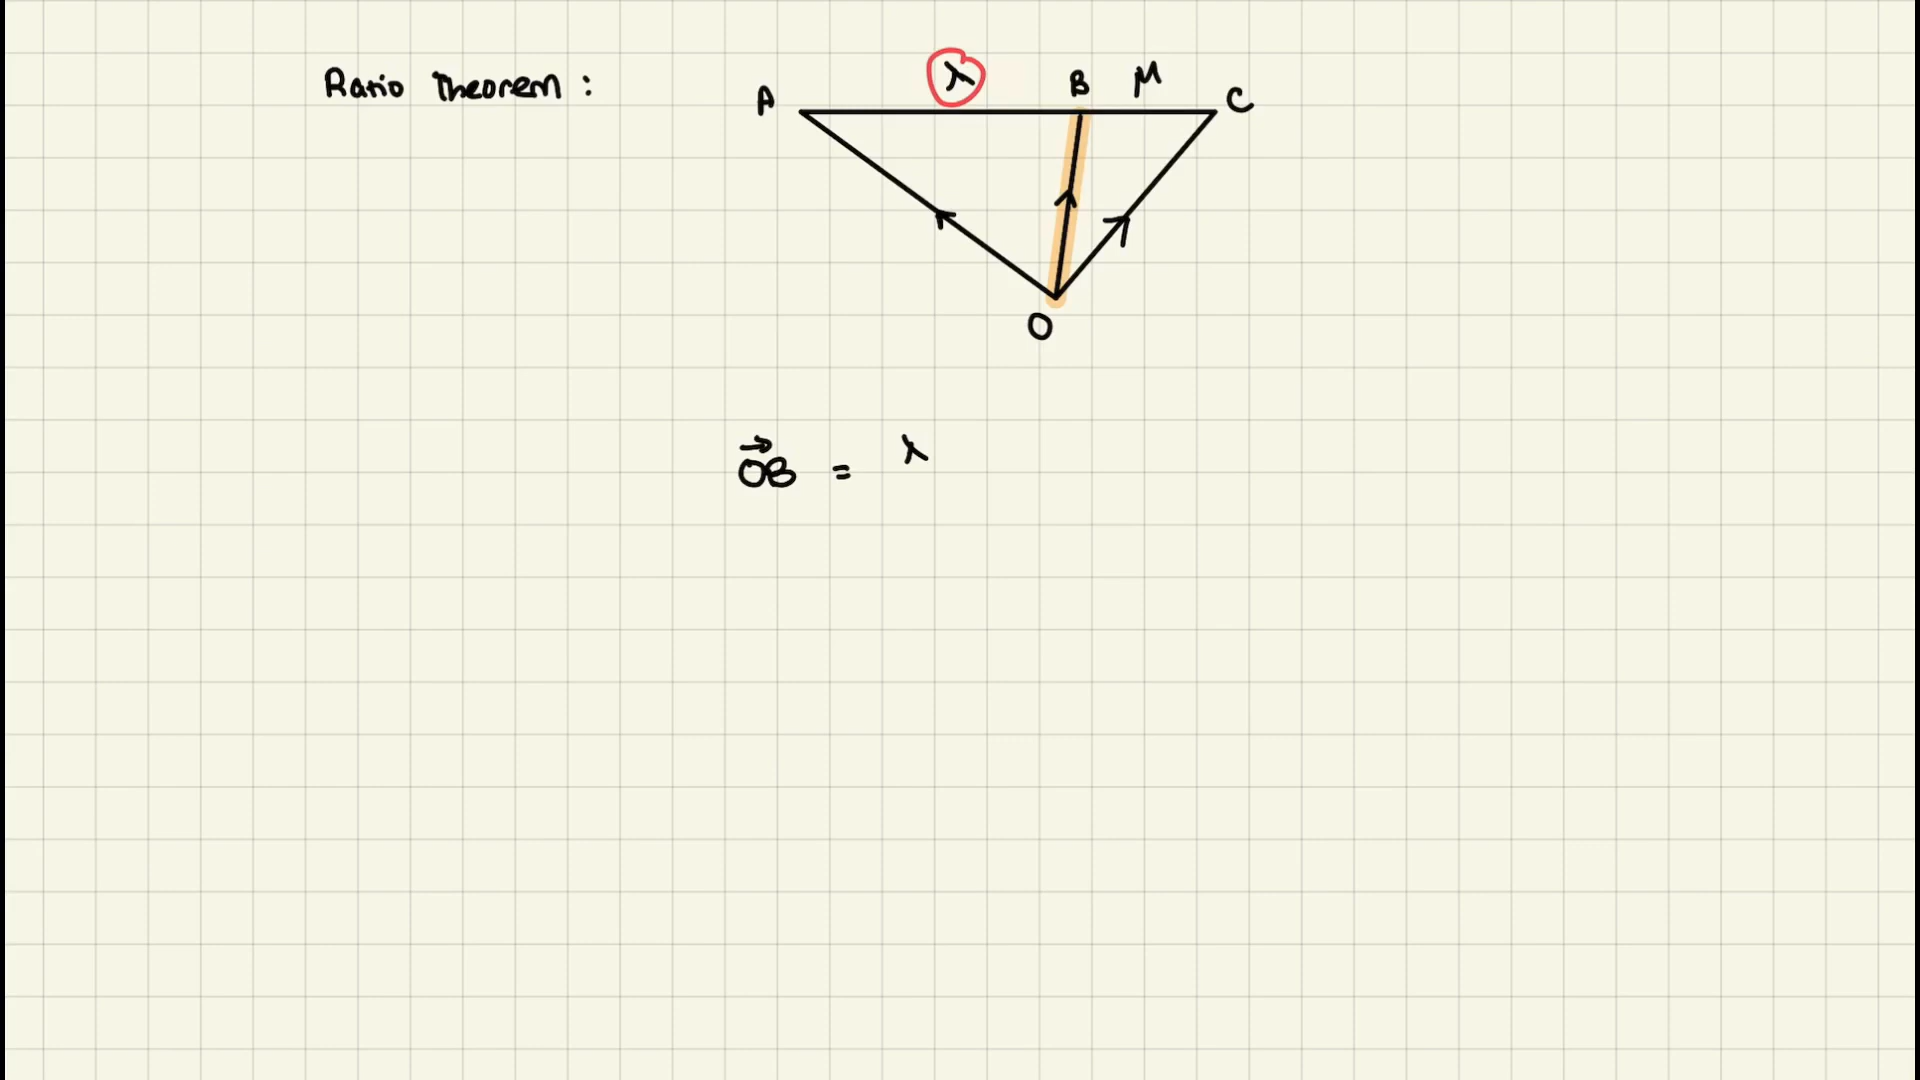 Ratio Theorem :
λ
B
μ
A
C
O
→
OB = λ